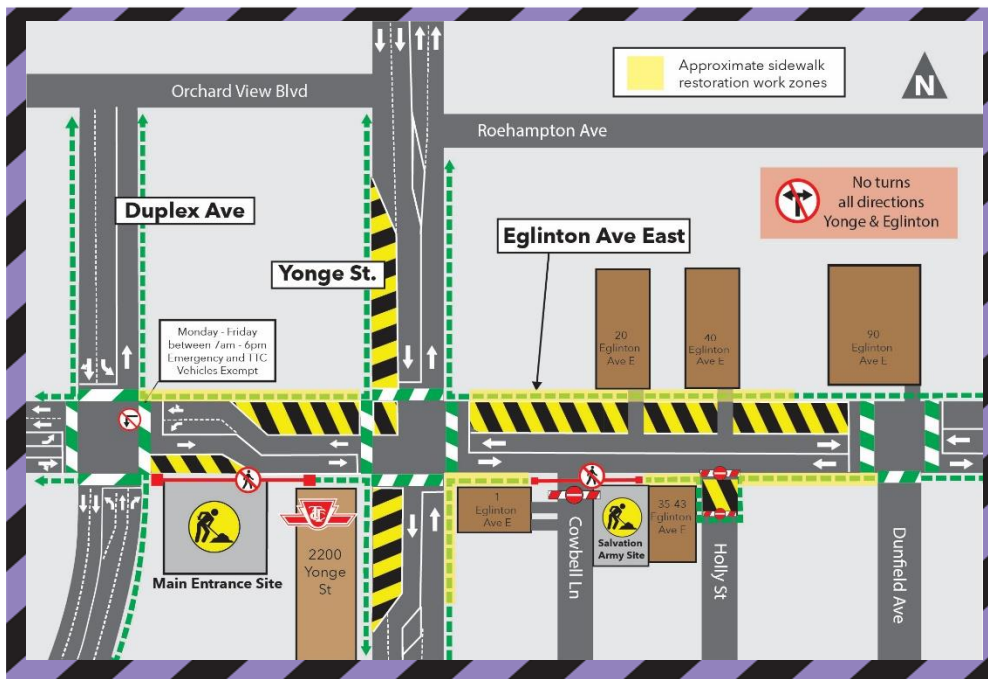 Approximate sidewalk
restoration work zones
N
Orchard View Blvd
Roehampton Ave
No turns
all directions
Yonge & Eglinton
Duplex Ave
Eglinton Ave East
Yonge St.
Monday - Friday
between 7am - 6pm
Emergency and TTC
Vehicles Exempt
20
Eglinton
Ave E
40
Eglinton
Ave E
90
Eglinton
Ave E
1
Eglinton
Ave E
35-43
Eglinton
Ave E
Salvation
Army Site
Main Entrance Site
TTC
2200
Yonge
St
Cowbell Ln
Holly St
Dunfield Ave